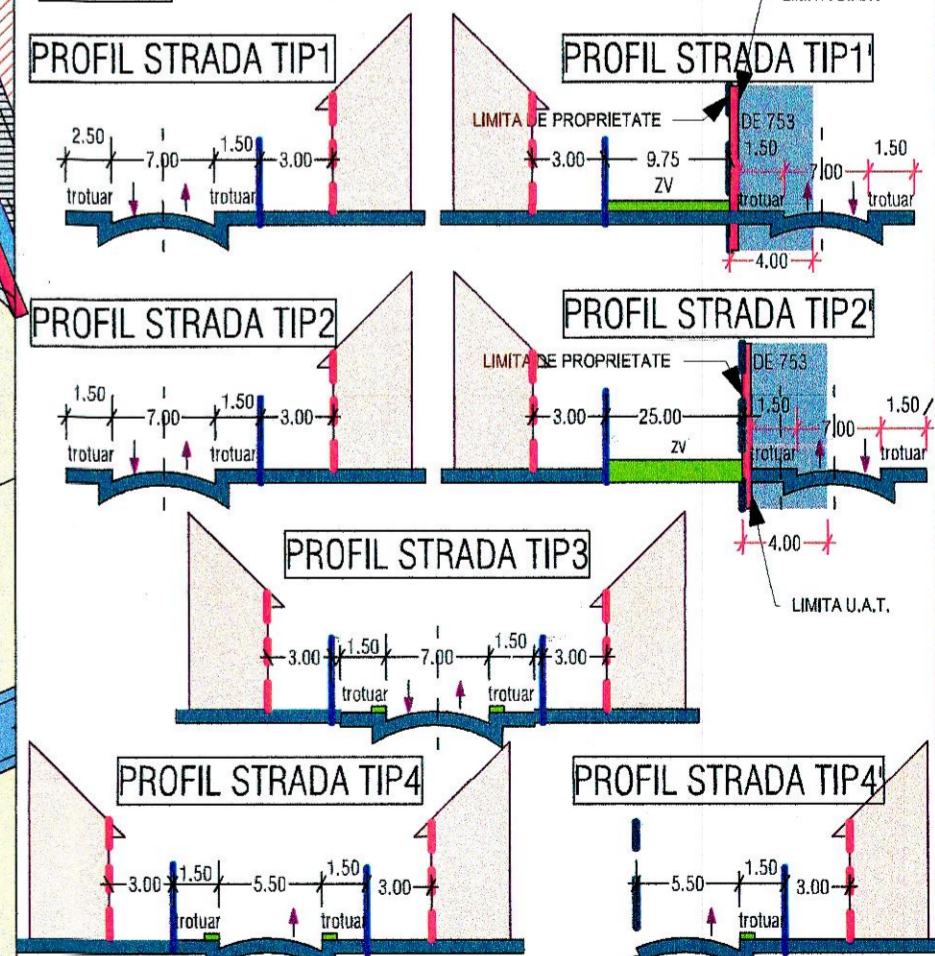 PROFIL STRADA TIP1
2.50 7.00 1.50 3.00
trotuar trotuar
PROFIL STRADA TIP1'
LIMITA DE PROPRIETATE DE 753
3.00 9.75 1.50 7.00 1.50
ZV trotuar trotuar
4.00
PROFIL STRADA TIP2
1.50 7.00 1.50 3.00
trotuar trotuar
PROFIL STRADA TIP2'
LIMITA DE PROPRIETATE DE 753
3.00 25.00 1.50 7.00 1.50
ZV trotuar trotuar
4.00
LIMITA U.A.T.
PROFIL STRADA TIP3
3.00 1.50 7.00 1.50 3.00
trotuar trotuar
PROFIL STRADA TIP4
3.00 1.50 5.50 1.50 3.00
trotuar trotuar
PROFIL STRADA TIP4'
5.50 1.50 3.00
trotuar